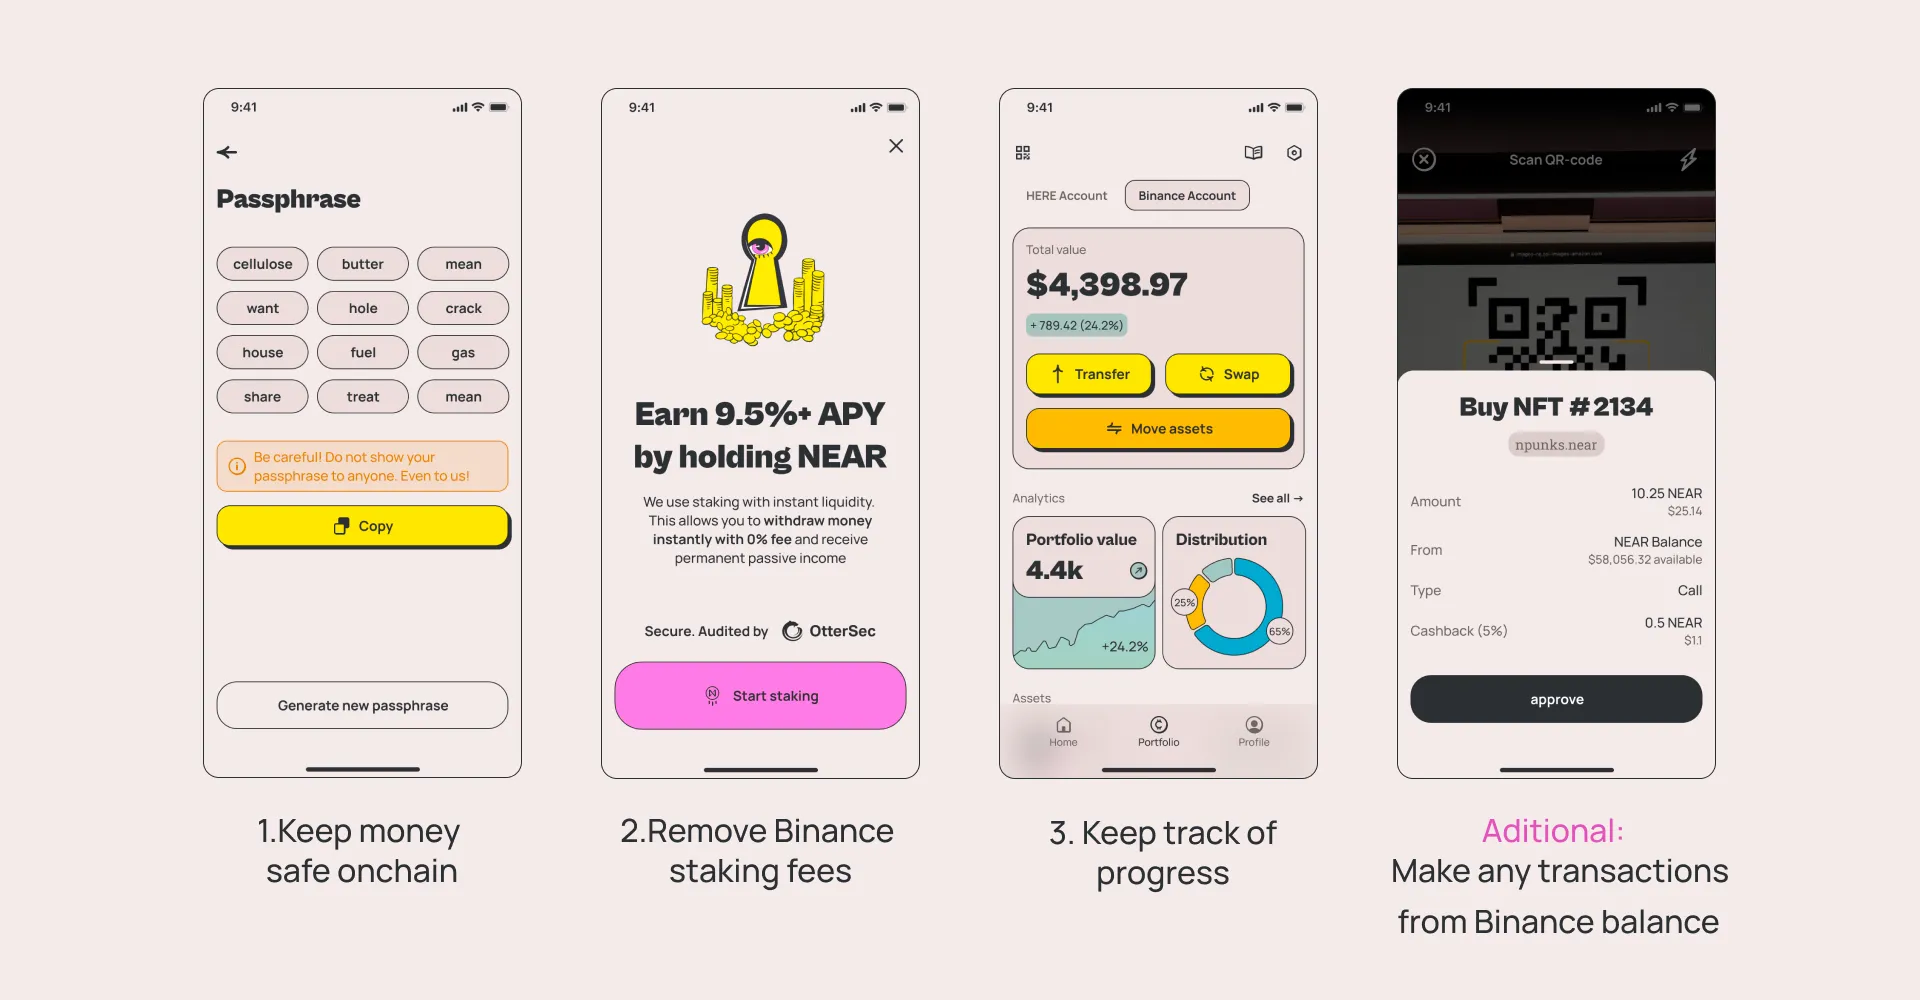 9:41
Passphrase
cellulose butter mean
want hole crack
house fuel gas
share treat mean
Be careful! Do not show your
passphrase to anyone. Even to us!
Copy
Generate new passphrase
1.Keep money
safe onchain
9:41
Earn 9.5%+ APY
by holding NEAR
We use staking with instant liquidity.
This allows you to withdraw money
instantly with 0% fee and receive
permanent passive income
Secure. Audited by OtterSec
Start staking
2.Remove Binance
staking fees
9:41
HERE Account Binance Account
Total value
$4,398.97
+ 789.42 (24.2%)
Transfer Swap
Move assets
Analytics See all →
Portfolio value
4.4k
+24.2%
Distribution
25%
65%
Assets
Home Portfolio Profile
3. Keep track of
progress
9:41
Scan QR-code
Buy NFT #2134
npunks.near
Amount 10.25 NEAR
$25.14
From NEAR Balance
$58,056.32 available
Type Call
Cashback (5%) 0.5 NEAR
$1.1
approve
Aditional:
Make any transactions
from Binance balance